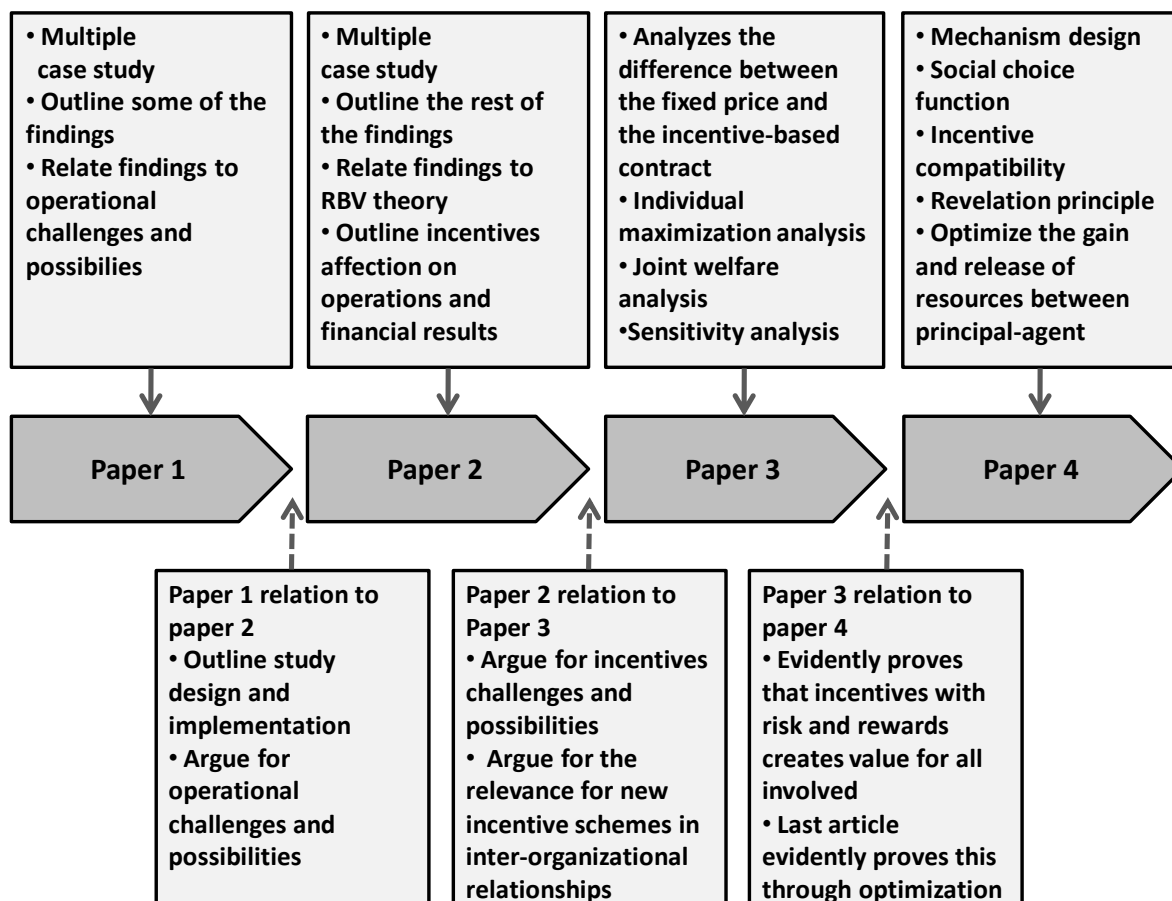 • Multiple
case study
• Outline some of the
findings
• Relate findings to
operational
challenges and
possibilies
• Multiple
case study
• Outline the rest of
the findings
• Relate findings to
RBV theory
• Outline incentives
affection on
operations and
financial results
• Analyzes the
difference between
the fixed price and
the incentive-based
contract
• Individual
maximization analysis
• Joint welfare
analysis
•Sensitivity analysis
• Mechanism design
• Social choice
function
• Incentive
compatibility
• Revelation principle
• Optimize the gain
and release of
resources between
principal-agent
Paper 1
Paper 2
Paper 3
Paper 4
Paper 1 relation to
paper 2
• Outline study
design and
implementation
• Argue for
operational
challenges and
possibilities
Paper 2 relation to
Paper 3
• Argue for incentives
challenges and
possibilities
• Argue for the
relevance for new
incentive schemes in
inter-organizational
relationships
Paper 3 relation to
paper 4
• Evidently proves
that incentives with
risk and rewards
creates value for all
involved
• Last article
evidently proves this
through optimization